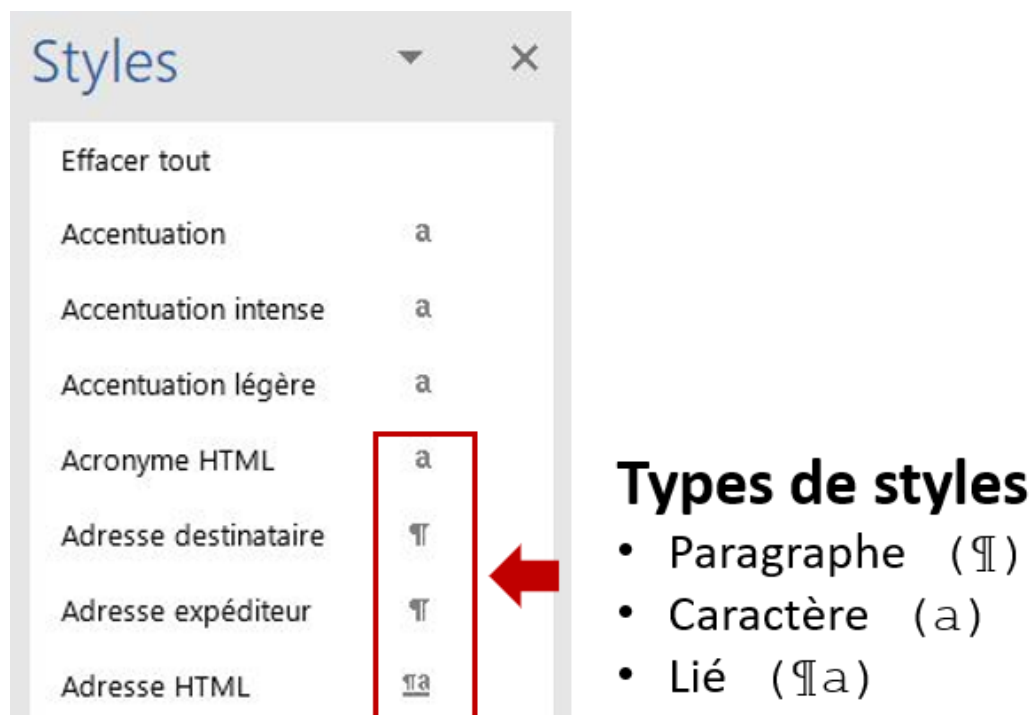 Styles
Effacer tout
Accentuation a
Accentuation intense a
Accentuation légère a
Acronyme HTML a
Adresse destinataire ¶
Adresse expéditeur ¶
Adresse HTML ¶a
Types de styles
• Paragraphe (¶)
• Caractère (a)
• Lié (¶a)